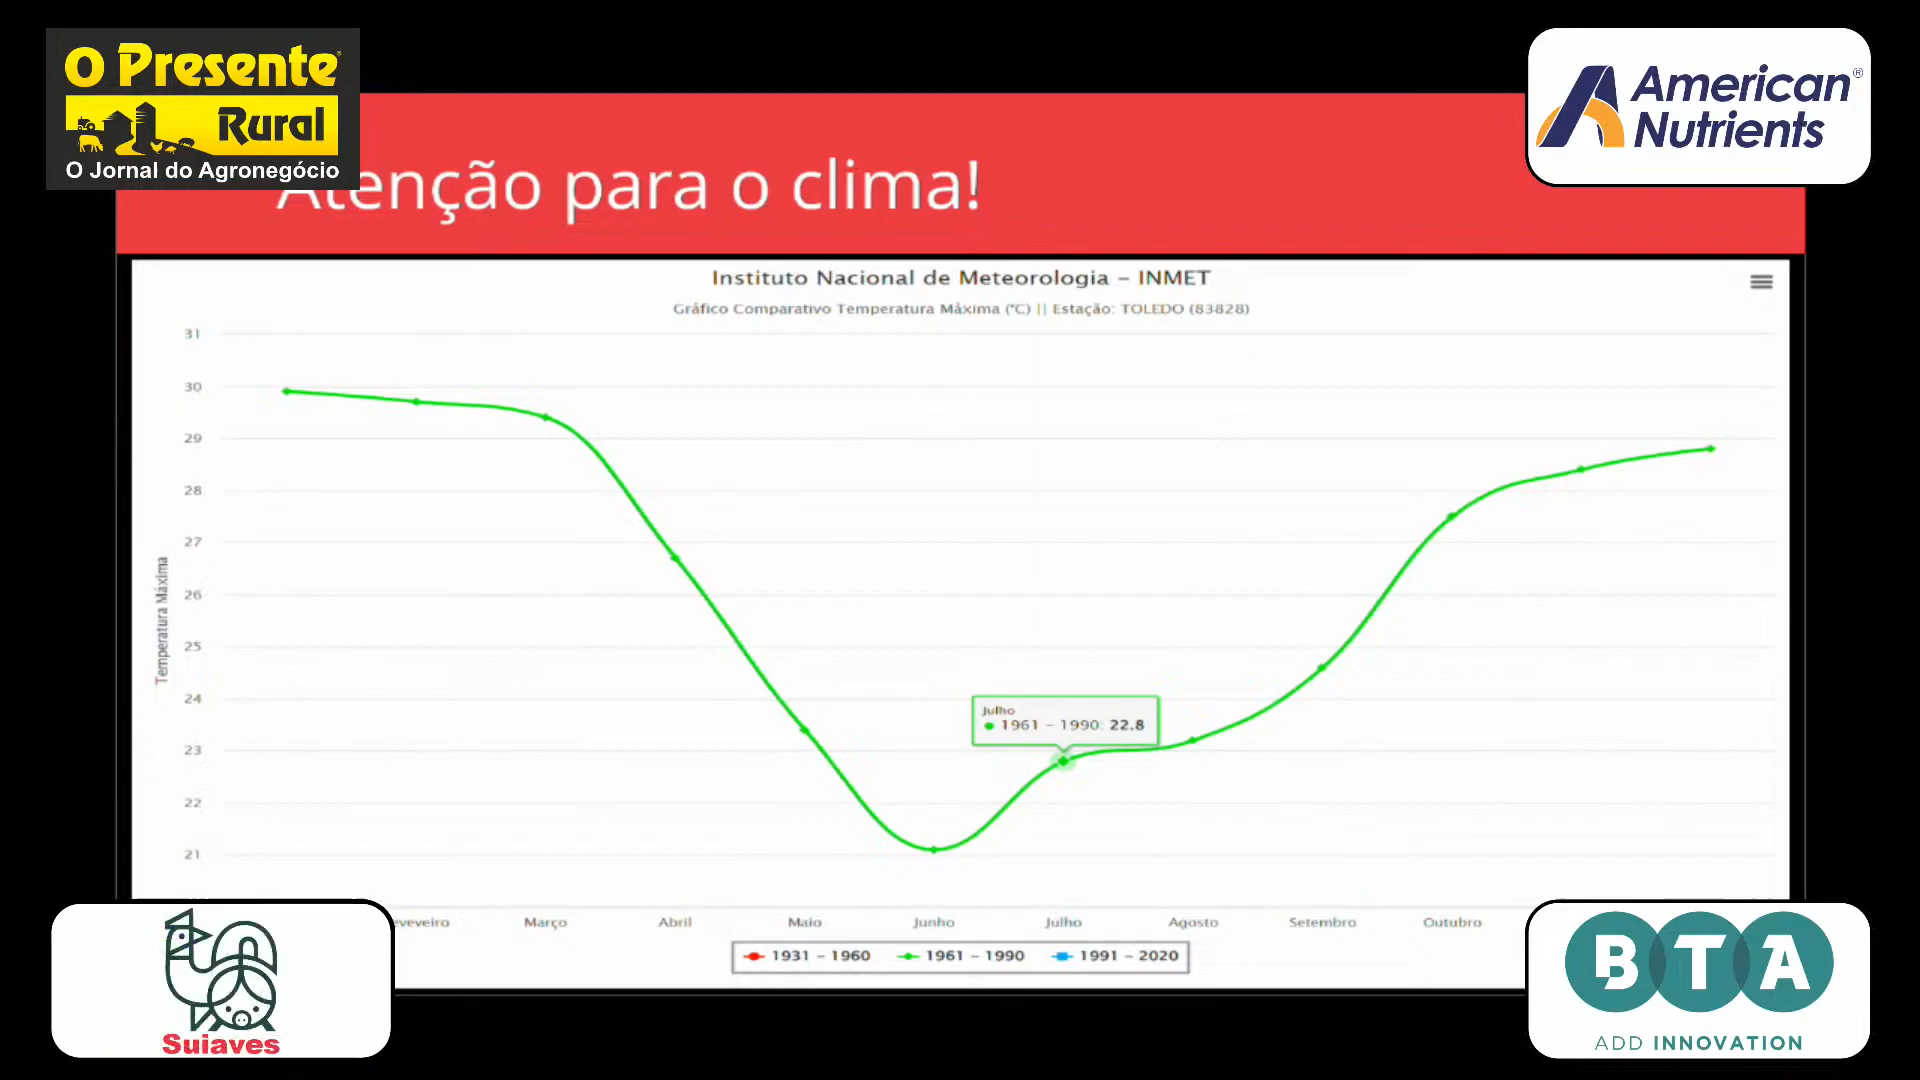 O Presente
Rural
O Jornal do Agronegócio
American®
Nutrients
Atenção para o clima!
Instituto Nacional de Meteorologia – INMET
Gráfico Comparativo Temperatura Máxima (°C) || Estação: TOLEDO (83828)
31
30
29
28
27
26
25
24
23
22
21
Temperatura Máxima
Julho
1961 – 1990: 22.8
eveveiro
Março
Abril
Maio
Junho
Julho
Agosto
Setembro
Outubro
1931 – 1960
1961 – 1990
1991 – 2020
Suiaves
BTA
ADD INNOVATION